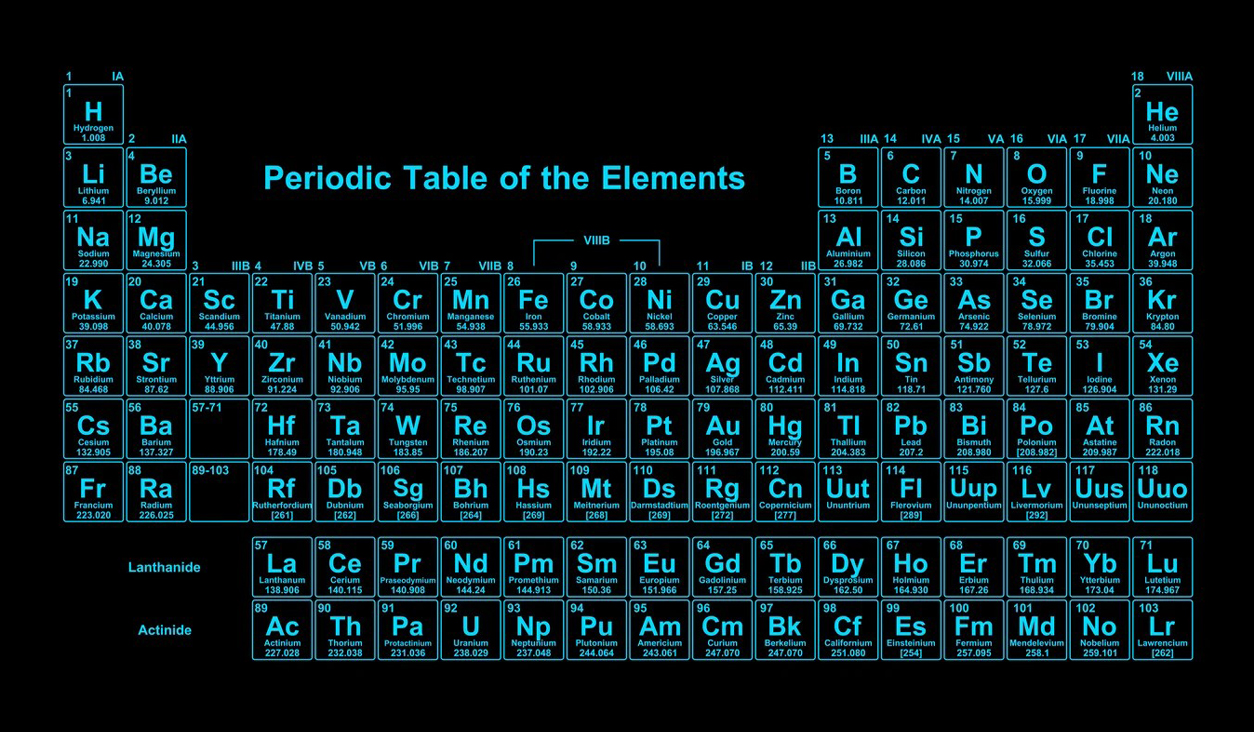 1 IA
18 VIIIA
1
H
Hydrogen
1.008
2
He
Helium
4.003
2 IIA
13 IIIA 14 IVA 15 VA 16 VIA 17 VIIA
3
Li
Lithium
6.941
4
Be
Beryllium
9.012
Periodic Table of the Elements
5
B
Boron
10.811
6
C
Carbon
12.011
7
N
Nitrogen
14.007
8
O
Oxygen
15.999
9
F
Fluorine
18.998
10
Ne
Neon
20.180
11
Na
Sodium
22.990
12
Mg
Magnesium
24.305
13
Al
Aluminium
26.982
14
Si
Silicon
28.086
15
P
Phosphorus
30.974
16
S
Sulfur
32.066
17
Cl
Chlorine
35.453
18
Ar
Argon
39.948
VIIIB
3 IIIB 4 IVB 5 VB 6 VIB 7 VIIB 8 9 10 11 IB 12 IIB
19
K
Potassium
39.098
20
Ca
Calcium
40.078
21
Sc
Scandium
44.956
22
Ti
Titanium
47.88
23
V
Vanadium
50.942
24
Cr
Chromium
51.996
25
Mn
Manganese
54.938
26
Fe
Iron
55.933
27
Co
Cobalt
58.933
28
Ni
Nickel
58.693
29
Cu
Copper
63.546
30
Zn
Zinc
65.39
31
Ga
Gallium
69.732
32
Ge
Germanium
72.61
33
As
Arsenic
74.922
34
Se
Selenium
78.972
35
Br
Bromine
79.904
36
Kr
Krypton
84.80
37
Rb
Rubidium
84.468
38
Sr
Strontium
87.62
39
Y
Yttrium
88.906
40
Zr
Zirconium
91.224
41
Nb
Niobium
92.906
42
Mo
Molybdenum
95.95
43
Tc
Technetium
98.907
44
Ru
Ruthenium
101.07
45
Rh
Rhodium
102.906
46
Pd
Palladium
106.42
47
Ag
Silver
107.868
48
Cd
Cadmium
112.411
49
In
Indium
114.818
50
Sn
Tin
118.71
51
Sb
Antimony
121.760
52
Te
Tellurium
127.6
53
I
Iodine
126.904
54
Xe
Xenon
131.29
55
Cs
Cesium
132.905
56
Ba
Barium
137.327
57-71
72
Hf
Hafnium
178.49
73
Ta
Tantalum
180.948
74
W
Tungsten
183.85
75
Re
Rhenium
186.207
76
Os
Osmium
190.23
77
Ir
Iridium
192.22
78
Pt
Platinum
195.08
79
Au
Gold
196.967
80
Hg
Mercury
200.59
81
Tl
Thallium
204.383
82
Pb
Lead
207.2
83
Bi
Bismuth
208.980
84
Po
Polonium
[208.982]
85
At
Astatine
209.987
86
Rn
Radon
222.018
87
Fr
Francium
223.020
88
Ra
Radium
226.025
89-103
104
Rf
Rutherfordium
[261]
105
Db
Dubnium
[262]
106
Sg
Seaborgium
[266]
107
Bh
Bohrium
[264]
108
Hs
Hassium
[269]
109
Mt
Meitnerium
[268]
110
Ds
Darmstadtium
[269]
111
Rg
Roentgenium
[272]
112
Cn
Copernicium
[277]
113
Uut
Ununtrium
114
Fl
Flerovium
[289]
115
Uup
Ununpentium
116
Lv
Livermorium
[292]
117
Uus
Ununseptium
118
Uuo
Ununoctium
Lanthanide
57
La
Lanthanum
138.906
58
Ce
Cerium
140.115
59
Pr
Praseodymium
140.908
60
Nd
Neodymium
144.24
61
Pm
Promethium
144.913
62
Sm
Samarium
150.36
63
Eu
Europium
151.966
64
Gd
Gadolinium
157.25
65
Tb
Terbium
158.925
66
Dy
Dysprosium
162.50
67
Ho
Holmium
164.930
68
Er
Erbium
167.26
69
Tm
Thulium
168.934
70
Yb
Ytterbium
173.04
71
Lu
Lutetium
174.967
Actinide
89
Ac
Actinium
227.028
90
Th
Thorium
232.038
91
Pa
Protactinium
231.036
92
U
Uranium
238.029
93
Np
Neptunium
237.048
94
Pu
Plutonium
244.064
95
Am
Americium
243.061
96
Cm
Curium
247.070
97
Bk
Berkelium
247.070
98
Cf
Californium
251.080
99
Es
Einsteinium
[254]
100
Fm
Fermium
257.095
101
Md
Mendelevium
258.1
102
No
Nobelium
259.101
103
Lr
Lawrencium
[262]